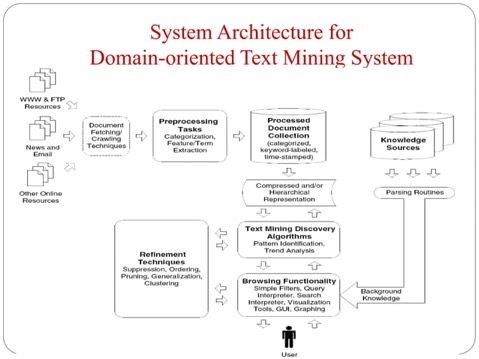 System Architecture for
Domain-oriented Text Mining System
WWW & FTP
Resources
News and
Email
Other Online
Resources
Document
Fetching/
Crawling
Techniques
Preprocessing
Tasks
Categorization,
Feature/Term
Extraction
Processed
Document
Collection
(categorized,
keyword-labeled,
time-stamped)
Knowledge
Sources
Compressed and/or
Hierarchical
Representation
Parsing Routines
Text Mining Discovery
Algorithms
Pattern Identification,
Trend Analysis
Refinement
Techniques
Suppression, Ordering,
Pruning, Generalization,
Clustering
Browsing Functionality
Simple Filters, Query
Interpreter, Search
Interpreter, Visualization
Tools, GUI, Graphing
Background
Knowledge
User